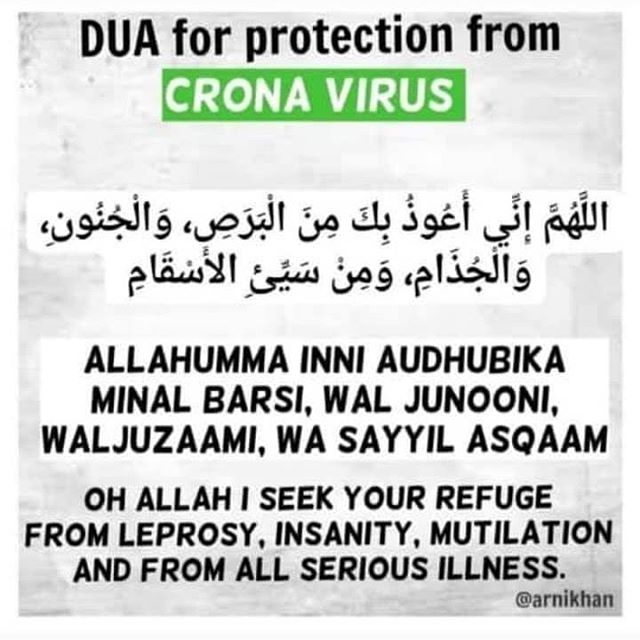 DUA for protection from
CRONA VIRUS
اللَّهُمَّ إِنِّي أَعُوذُ بِكَ مِنَ الْبَرَصِ، وَالْجُنُونِ،
وَالْجُذَامِ، وَمِنْ سَيِّئِ الأَسْقَامِ
ALLAHUMMA INNI AUDHUBIKA
MINAL BARSI, WAL JUNOONI,
WALJUZAAMI, WA SAYYIL ASQAAM
OH ALLAH I SEEK YOUR REFUGE
FROM LEPROSY, INSANITY, MUTILATION
AND FROM ALL SERIOUS ILLNESS.
@arnikhan